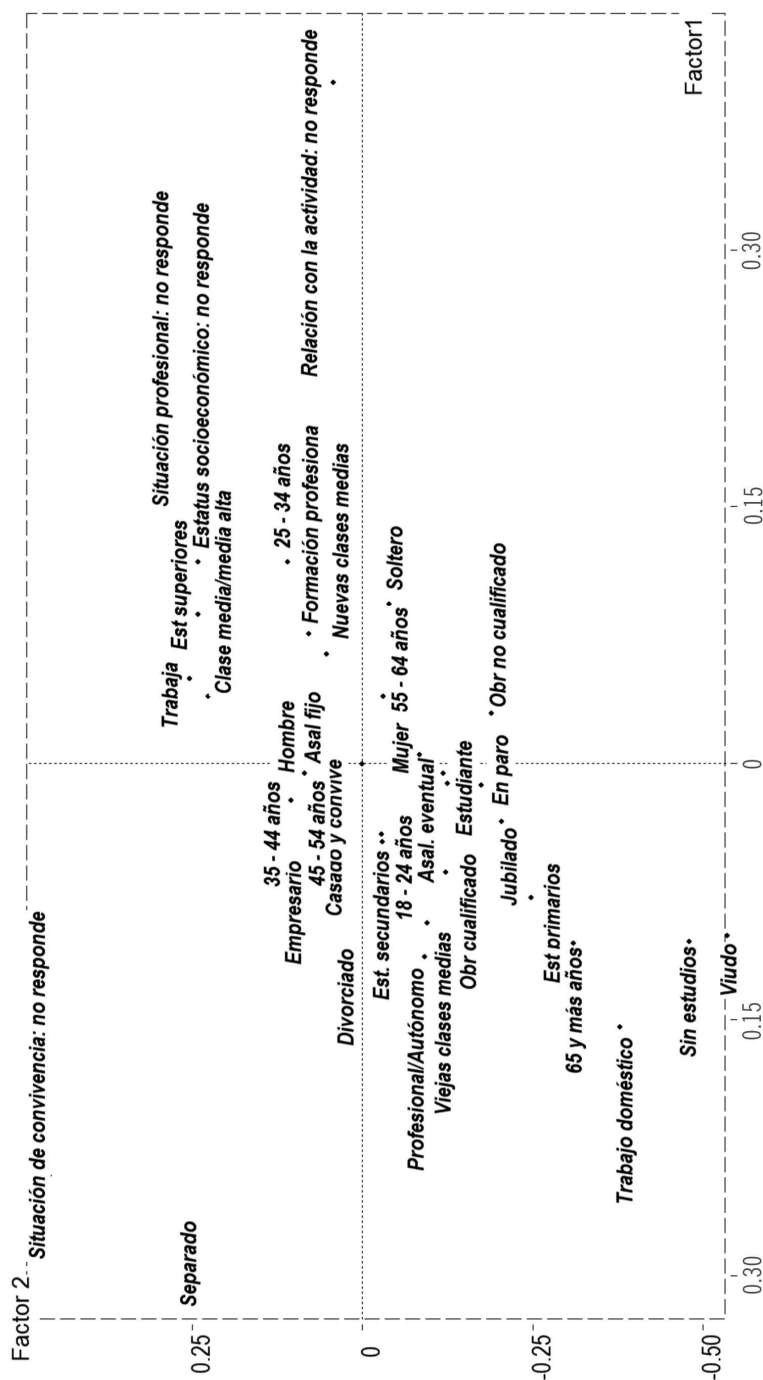 Factor 2
Situación de convivencia: no responde
Separado
Trabaja
Est superiores
Situación profesional: no responde
Estatus socioeconómico: no responde
Clase media/media alta
35 - 44 años
Hombre
Empresario
25 - 34 años
45 - 54 años
Asal fijo
Formación profesiona
Relación con la actividad: no responde
Casado y convive
Nuevas clases medias
Divorciado
Est. secundarios
18 - 24 años
Mujer
55 - 64 años
Soltero
Profesional/Autónomo
Asal. eventual
Viejas clases medias
Obr cualificado
Estudiante
Jubilado
En paro
Obr no cualificado
Est primarios
65 y más años
Trabajo doméstico
Sin estudios
Viudo
Factor1
0.25
0
-0.25
-0.50
0.30
0.15
0
0.15
0.30